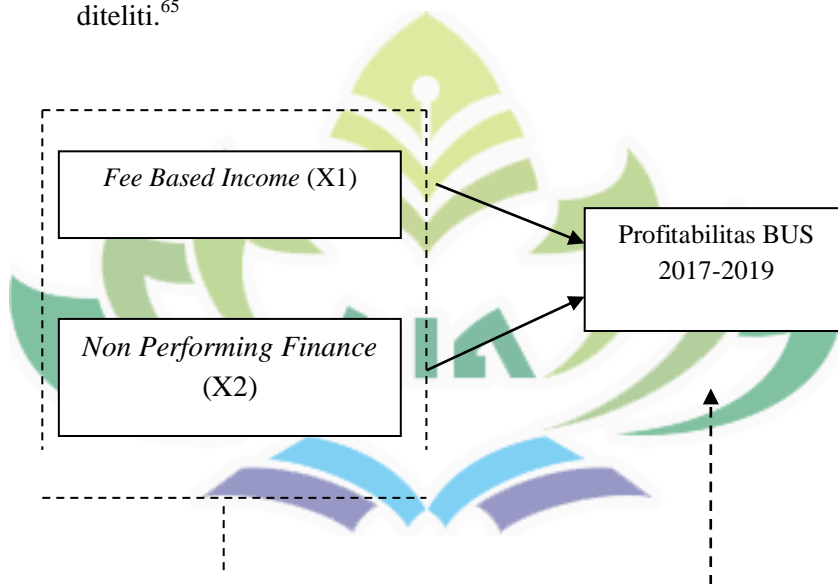 diteliti.⁶⁵
Fee Based Income (X1)
Profitabilitas BUS
2017-2019
Non Performing Finance
(X2)